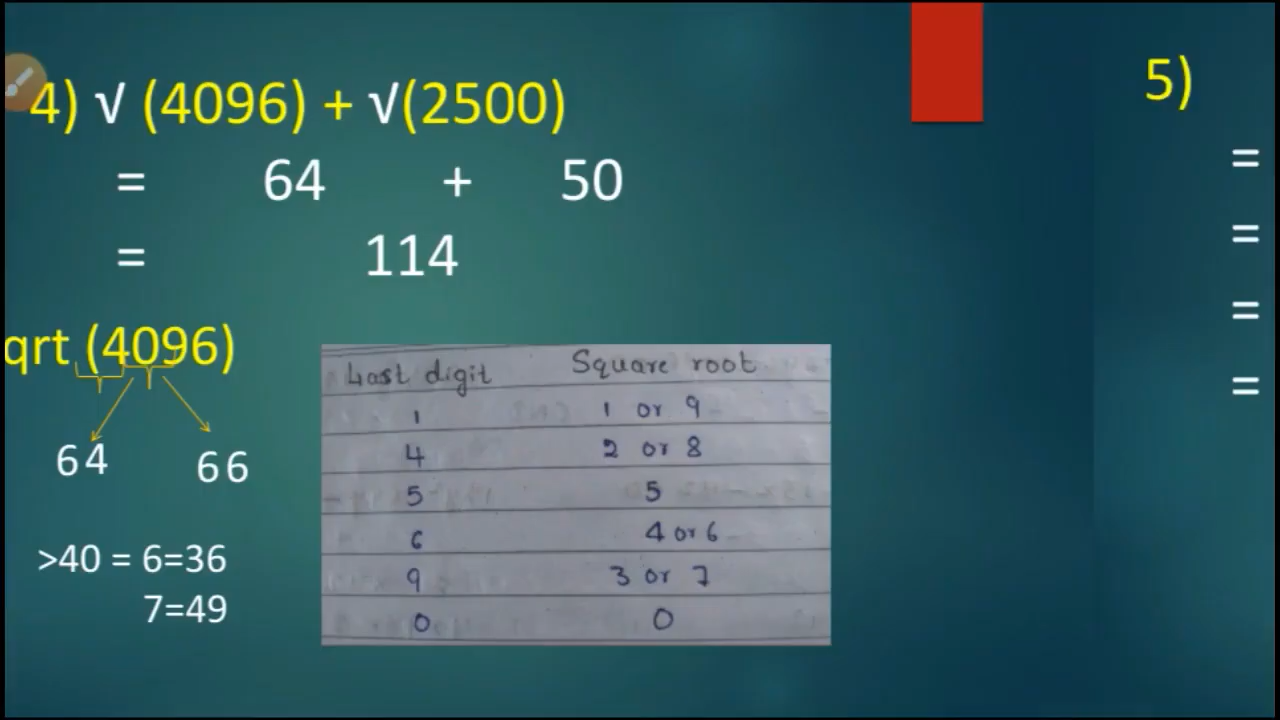 4) √ (4096) + √(2500)
= 64 + 50
= 114
qrt (4096)
64 66
>40 = 6=36
7=49
Last digit Square root
1 1 or 9
4 2 or 8
5 5
6 4 or 6
9 3 or 7
0 0
5)
=
=
=
=